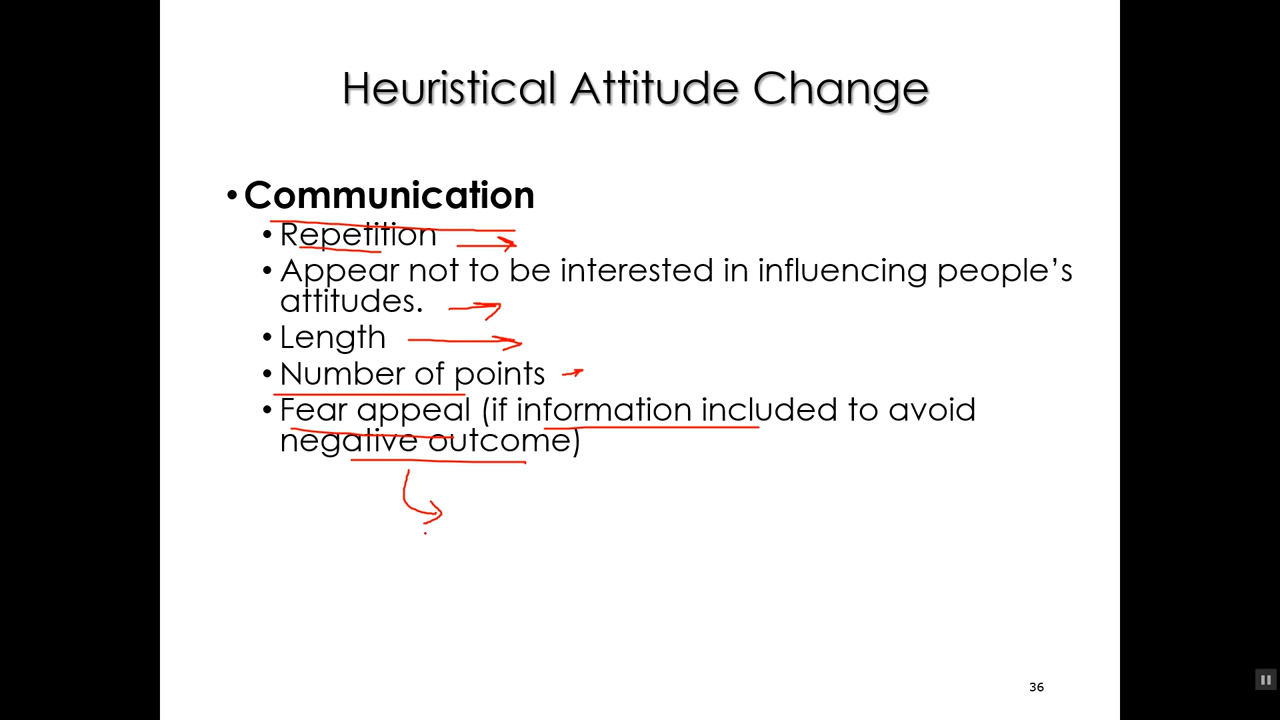 Heuristical Attitude Change
• Communication
• Repetition
• Appear not to be interested in influencing people’s
attitudes.
• Length
• Number of points
• Fear appeal (if information included to avoid
negative outcome)
36